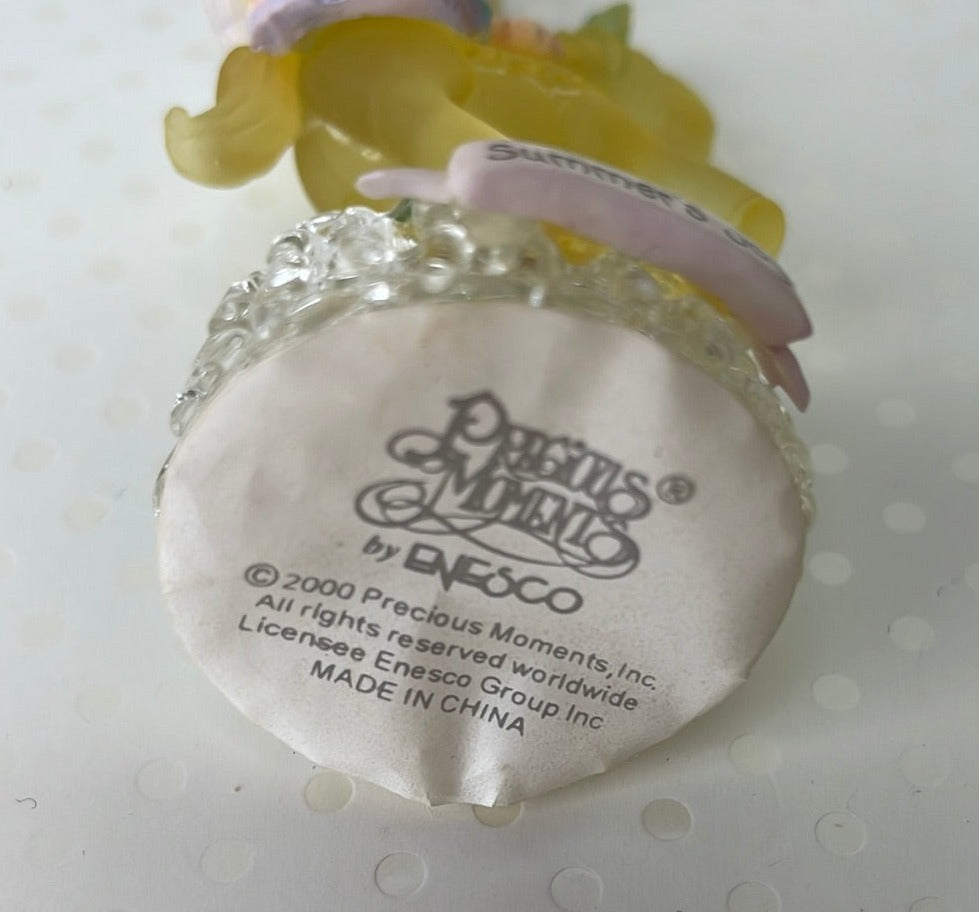 Summer's
PRECIOUS
MOMENTS ®
by ENESCO
© 2000 Precious Moments, Inc.
All rights reserved worldwide
Licensee Enesco Group Inc
MADE IN CHINA